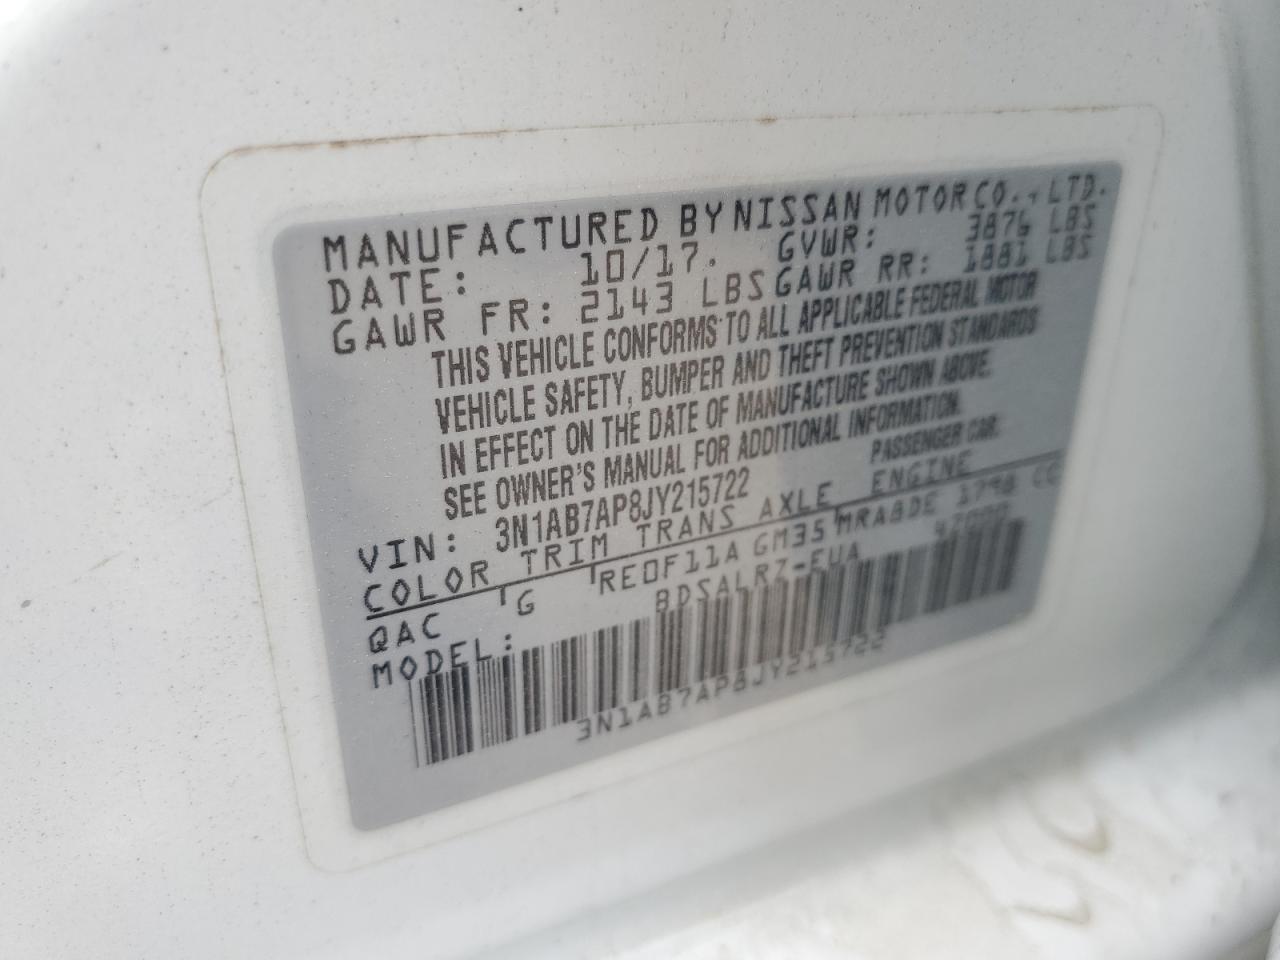 MANUFACTURED BY NISSAN MOTOR CO., LTD.
DATE: 10/17. GVWR: 3876 LBS
GAWR FR: 2143 LBS GAWR RR: 1881 LBS
THIS VEHICLE CONFORMS TO ALL APPLICABLE FEDERAL MOTOR
VEHICLE SAFETY, BUMPER AND THEFT PREVENTION STANDARDS
IN EFFECT ON THE DATE OF MANUFACTURE SHOWN ABOVE.
SEE OWNER'S MANUAL FOR ADDITIONAL INFORMATION.
VIN: 3N1AB7AP8JY215722 PASSENGER CAR.
COLOR TRIM TRANS AXLE ENGINE
QAC G RE0F11A GM35 MRA8DE 1798 CC
MODEL: BDSALRZ-EUA 47000
3N1AB7AP8JY215722